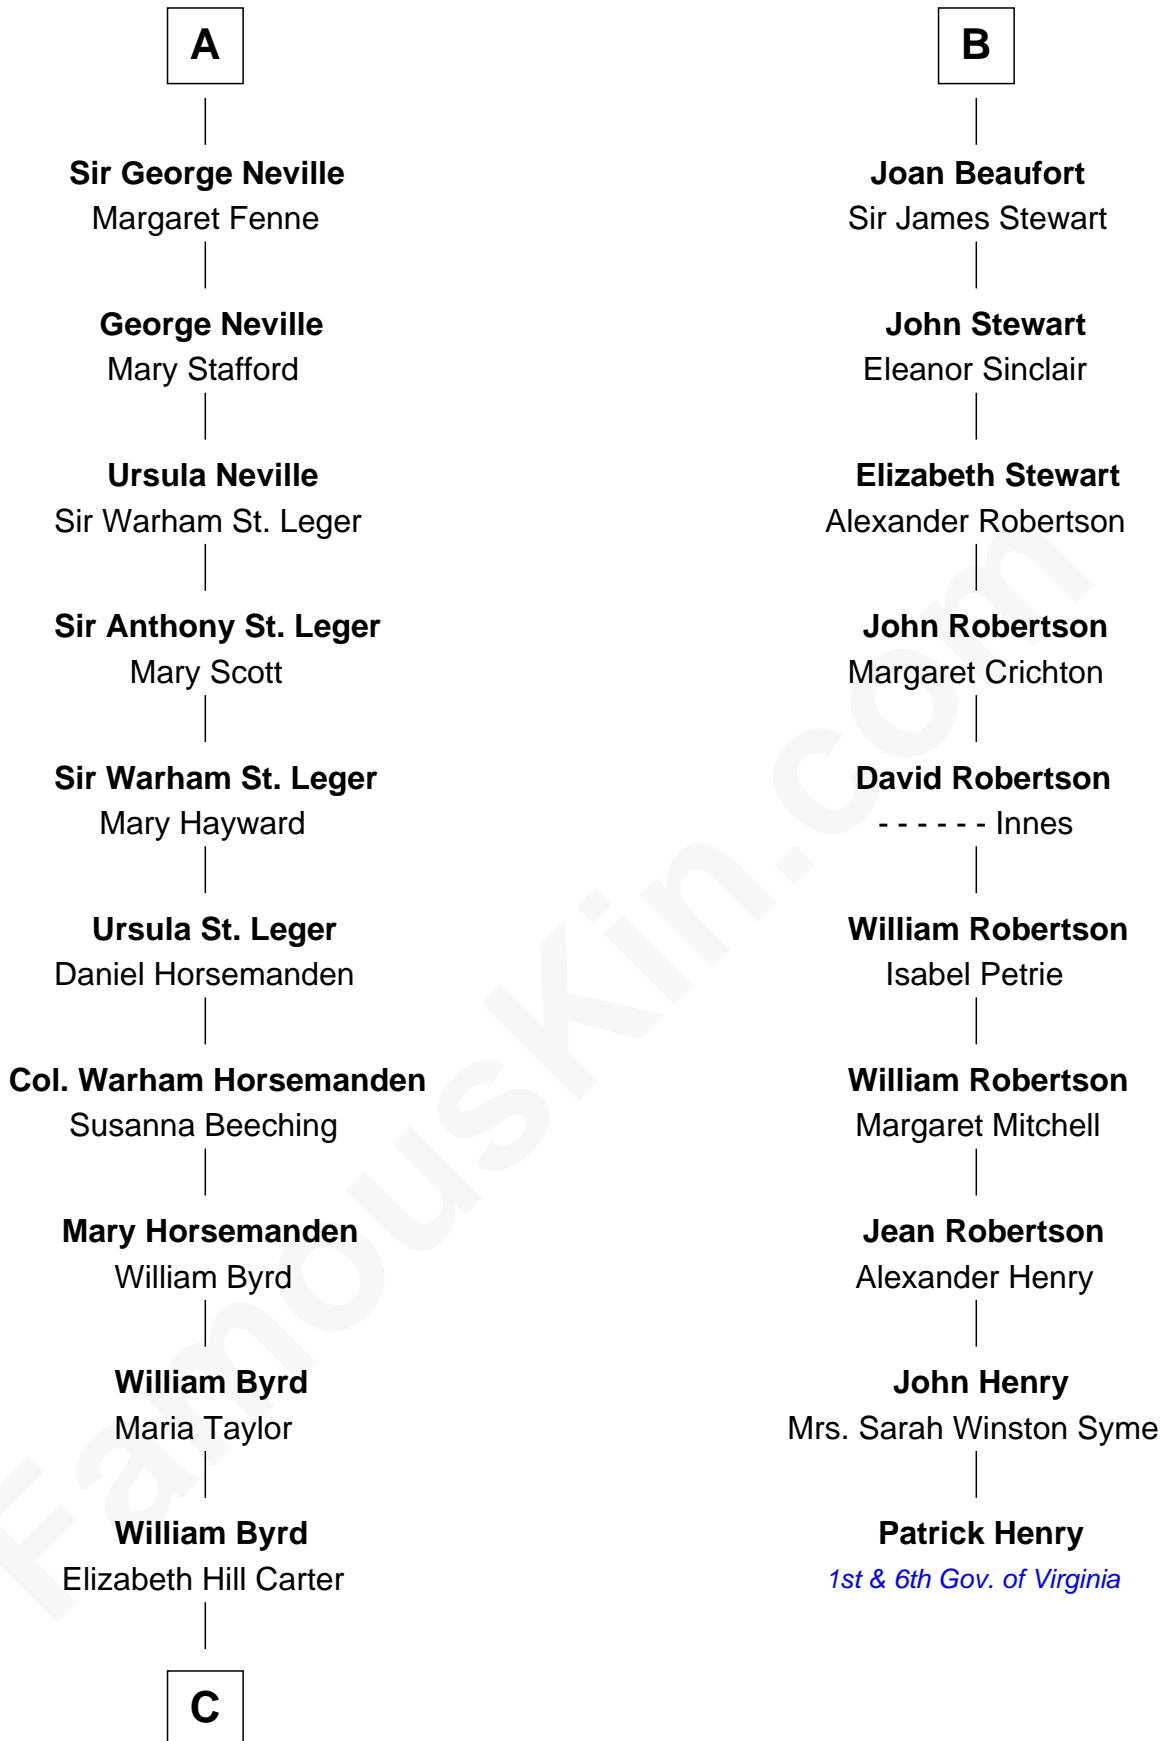 A
Sir George Neville
Margaret Fenne
George Neville
Mary Stafford
Ursula Neville
Sir Warham St. Leger
Sir Anthony St. Leger
Mary Scott
Sir Warham St. Leger
Mary Hayward
Ursula St. Leger
Daniel Horsemanden
Col. Warham Horsemanden
Susanna Beeching
Mary Horsemanden
William Byrd
William Byrd
Maria Taylor
William Byrd
Elizabeth Hill Carter
C
B
Joan Beaufort
Sir James Stewart
John Stewart
Eleanor Sinclair
Elizabeth Stewart
Alexander Robertson
John Robertson
Margaret Crichton
David Robertson
- - - - - - Innes
William Robertson
Isabel Petrie
William Robertson
Margaret Mitchell
Jean Robertson
Alexander Henry
John Henry
Mrs. Sarah Winston Syme
Patrick Henry
1st & 6th Gov. of Virginia
FamousKin.com